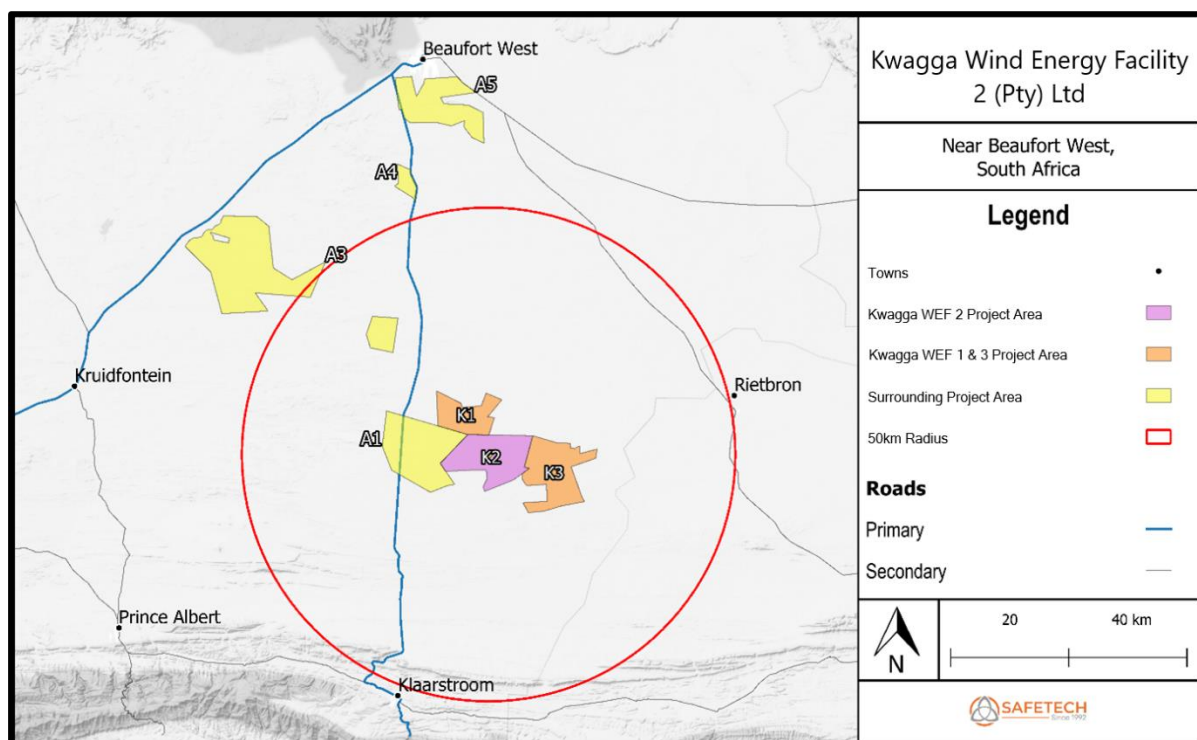 Beaufort West
A5
A4
A3
Kruidfontein
Rietbron
K1
A1
K2
K3
Prince Albert
Klaarstroom
Kwagga Wind Energy Facility
2 (Pty) Ltd
Near Beaufort West,
South Africa
Legend
Towns
Kwagga WEF 2 Project Area
Kwagga WEF 1 & 3 Project Area
Surrounding Project Area
50km Radius
Roads
Primary
Secondary
N
20 40 km
SAFETECH
Since 1992